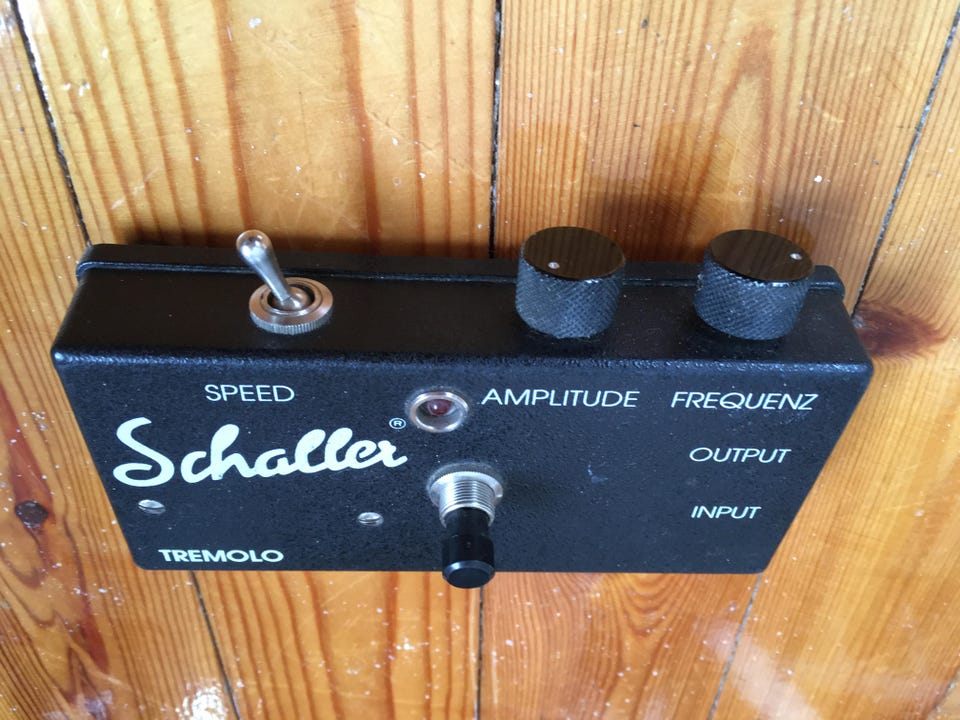 SPEED
AMPLITUDE
FREQUENZ
Schaller®
OUTPUT
INPUT
TREMOLO